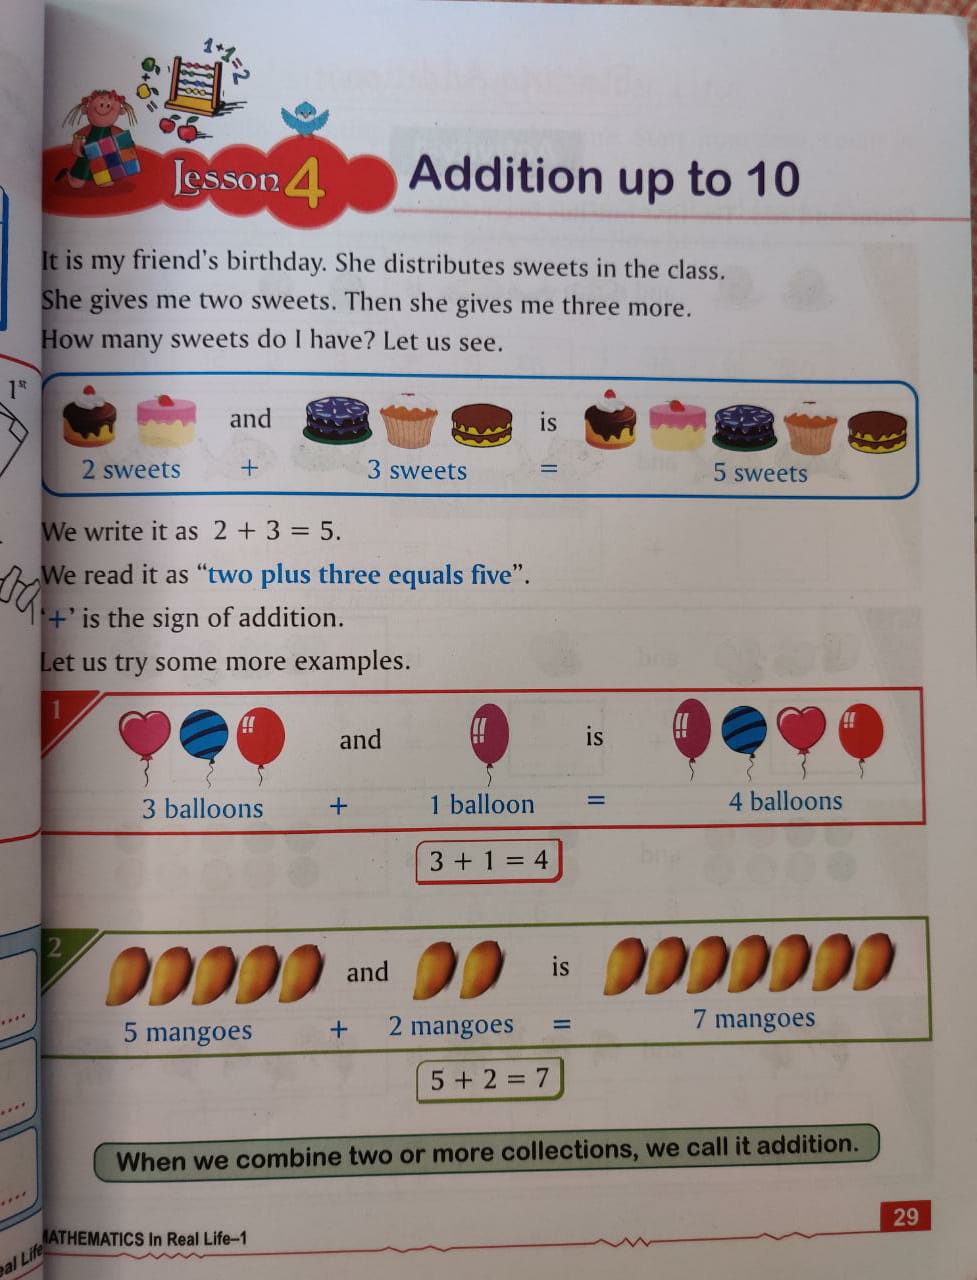 1+1=2
Lesson 4
Addition up to 10
It is my friend's birthday. She distributes sweets in the class.
She gives me two sweets. Then she gives me three more.
How many sweets do I have? Let us see.
1st
and is
2 sweets + 3 sweets = 5 sweets
We write it as 2 + 3 = 5.
We read it as “two plus three equals five”.
‘+’ is the sign of addition.
Let us try some more examples.
1
and is
3 balloons + 1 balloon = 4 balloons
3 + 1 = 4
2
and is
5 mangoes + 2 mangoes = 7 mangoes
5 + 2 = 7
When we combine two or more collections, we call it addition.
29
MATHEMATICS In Real Life–1